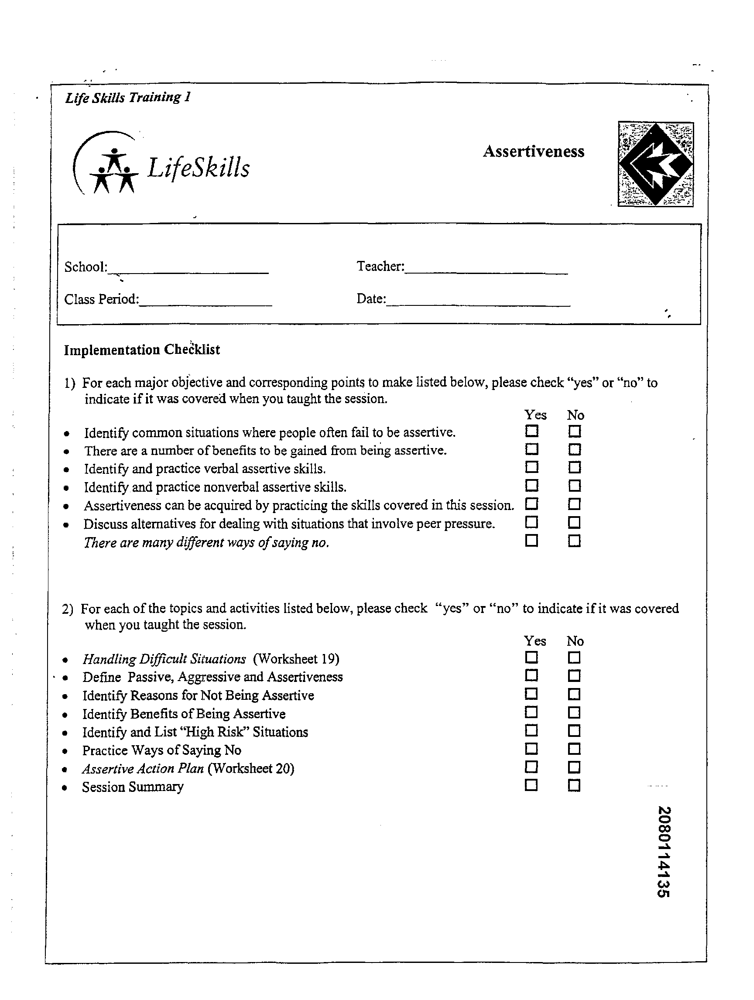 Life Skills Training 1
LifeSkills
Assertiveness
School:
Teacher:
Class Period:
Date:
Implementation Checklist
1) For each major objective and corresponding points to make listed below, please check "yes" or "no" to
indicate if it was covered when you taught the session.
Yes No
• Identify common situations where people often fail to be assertive. ☐ ☐
• There are a number of benefits to be gained from being assertive. ☐ ☐
• Identify and practice verbal assertive skills. ☐ ☐
• Identify and practice nonverbal assertive skills. ☐ ☐
• Assertiveness can be acquired by practicing the skills covered in this session. ☐ ☐
• Discuss alternatives for dealing with situations that involve peer pressure. ☐ ☐
There are many different ways of saying no. ☐ ☐
2) For each of the topics and activities listed below, please check "yes" or "no" to indicate if it was covered
when you taught the session.
Yes No
• Handling Difficult Situations (Worksheet 19) ☐ ☐
• Define Passive, Aggressive and Assertiveness ☐ ☐
• Identify Reasons for Not Being Assertive ☐ ☐
• Identify Benefits of Being Assertive ☐ ☐
• Identify and List "High Risk" Situations ☐ ☐
• Practice Ways of Saying No ☐ ☐
• Assertive Action Plan (Worksheet 20) ☐ ☐
• Session Summary ☐ ☐
2080114135